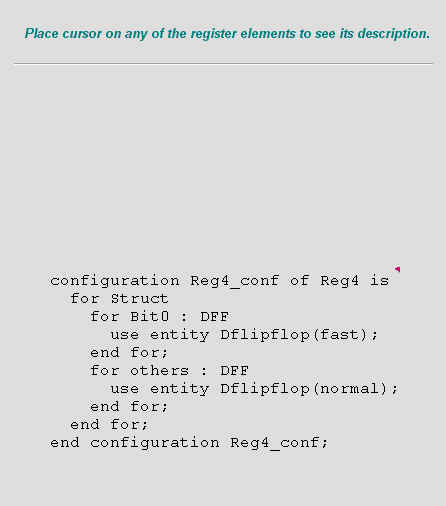 Place cursor on any of the register elements to see its description.
configuration Reg4_conf of Reg4 is
for Struct
for Bit0 : DFF
use entity Dflipflop(fast);
end for;
for others : DFF
use entity Dflipflop(normal);
end for;
end for;
end configuration Reg4_conf;